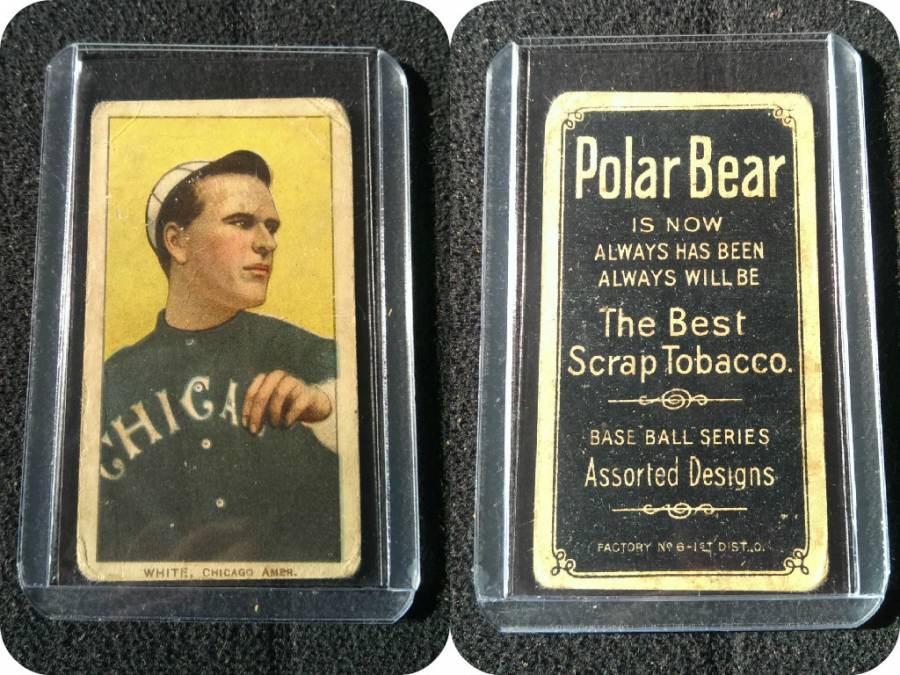 CHICA
WHITE, CHICAGO AMER.
Polar Bear
IS NOW
ALWAYS HAS BEEN
ALWAYS WILL BE
The Best
Scrap Tobacco.
BASE BALL SERIES
Assorted Designs
FACTORY Nº 6-1ST DIST., O.